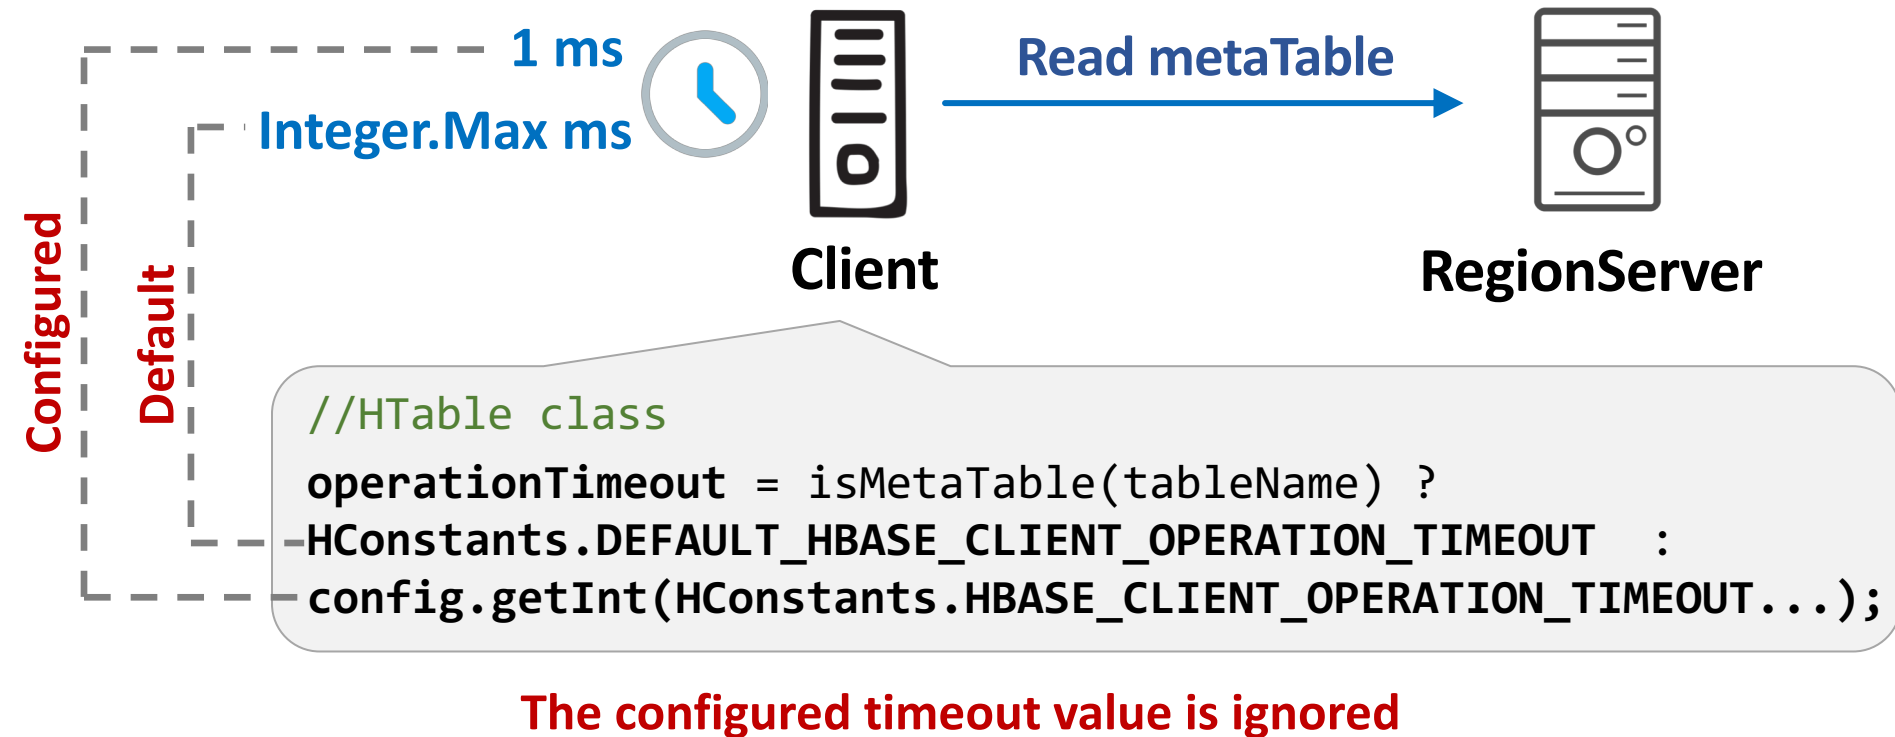 1 ms
Integer.Max ms
Read metaTable
Configured
Default
Client
RegionServer
//HTable class
operationTimeout = isMetaTable(tableName) ?
HConstants.DEFAULT_HBASE_CLIENT_OPERATION_TIMEOUT :
config.getInt(HConstants.HBASE_CLIENT_OPERATION_TIMEOUT...);
The configured timeout value is ignored